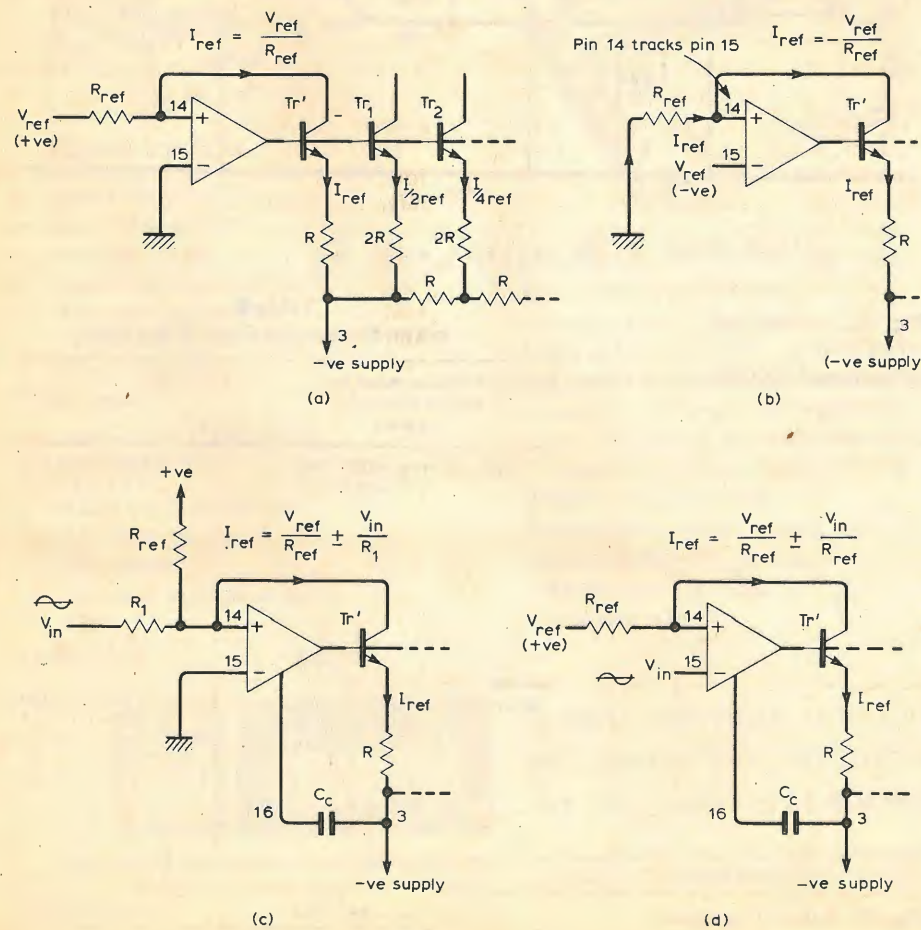 I_ref = V_ref / R_ref
R_ref
V_ref
(+ve)
14
+
15
−
Tr'
-
Tr_1
Tr_2
I_ref
I/2ref
I/4ref
R
2R
2R
R
R
3
-ve supply
(a)
I_ref = - V_ref / R_ref
Pin 14 tracks pin 15
R_ref
14
+
I_ref
15
−
V_ref
(-ve)
Tr'
I_ref
R
3
(-ve supply
(b)
+ve
R_ref
I_ref = V_ref / R_ref ± V_in / R_1
R_1
V_in
14
+
15
−
Tr'
I_ref
R
16
C_c
3
-ve supply
(c)
I_ref = V_ref / R_ref ± V_in / R_ref
R_ref
V_ref
(+ve)
14
+
15
−
V_in
Tr'
I_ref
R
16
C_c
3
-ve supply
(d)